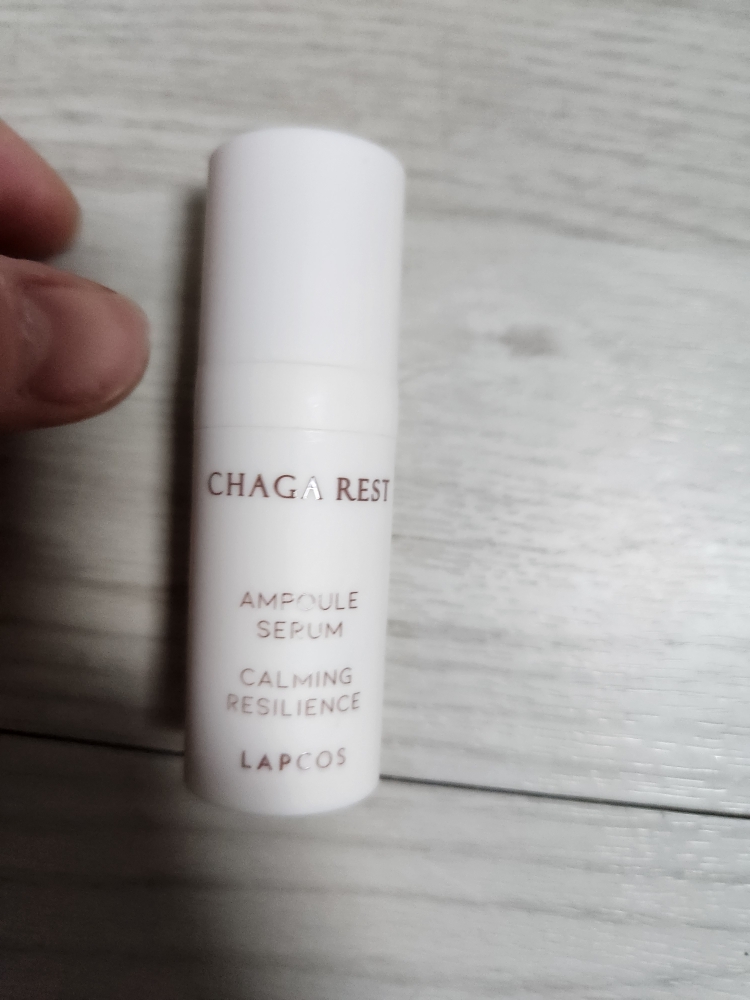 CHAGA REST
AMPOULE
SERUM
CALMING
RESILIENCE
LAPCOS